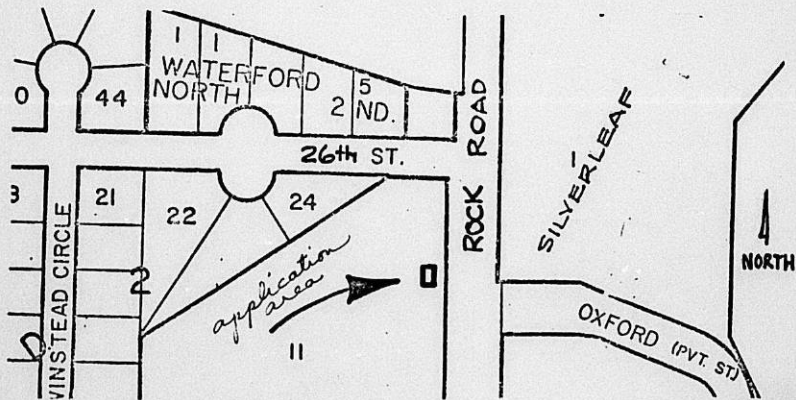 1 1
WATERFORD
NORTH
2 5
ND.
0 44
26th ST.
ROCK ROAD
SILVERLEAF
1
NORTH
3 21
22
24
2
WINSTEAD CIRCLE
application
area
11
OXFORD (PVT. ST.)